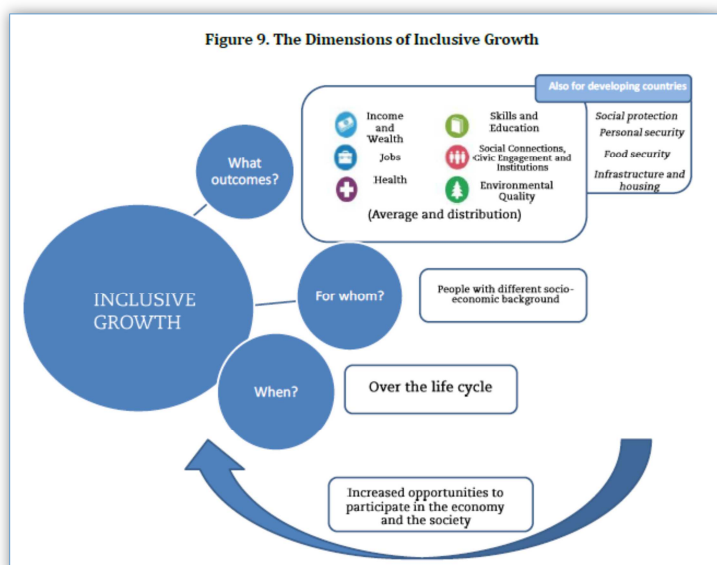 Figure 9. The Dimensions of Inclusive Growth
Also for developing countries
What
outcomes?
Income
and
Wealth
Jobs
Health
Skills and
Education
Social Connections,
Civic Engagement and
Institutions
Environmental
Quality
(Average and distribution)
Social protection
Personal security
Food security
Infrastructure and
housing
INCLUSIVE
GROWTH
For whom?
People with different socio-
economic background
When?
Over the life cycle
Increased opportunities to
participate in the economy
and the society